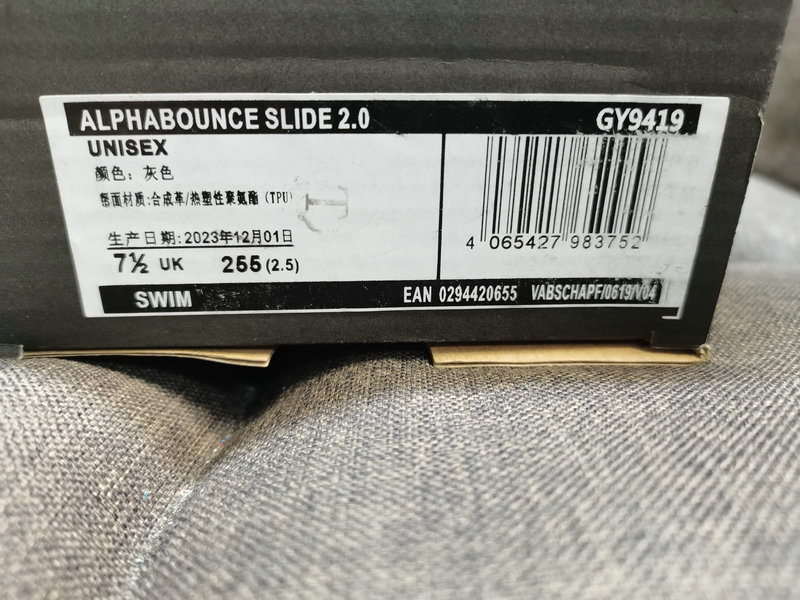 ALPHABOUNCE SLIDE 2.0 GY9419
UNISEX
颜色：灰色
帮面材质:合成革/热塑性聚氨酯（TPU）
生产日期:2023年12月01日
7½ UK 255(2.5)
4 065427 983752
SWIM EAN 0294420655 VABSCHAPF/0619/V04